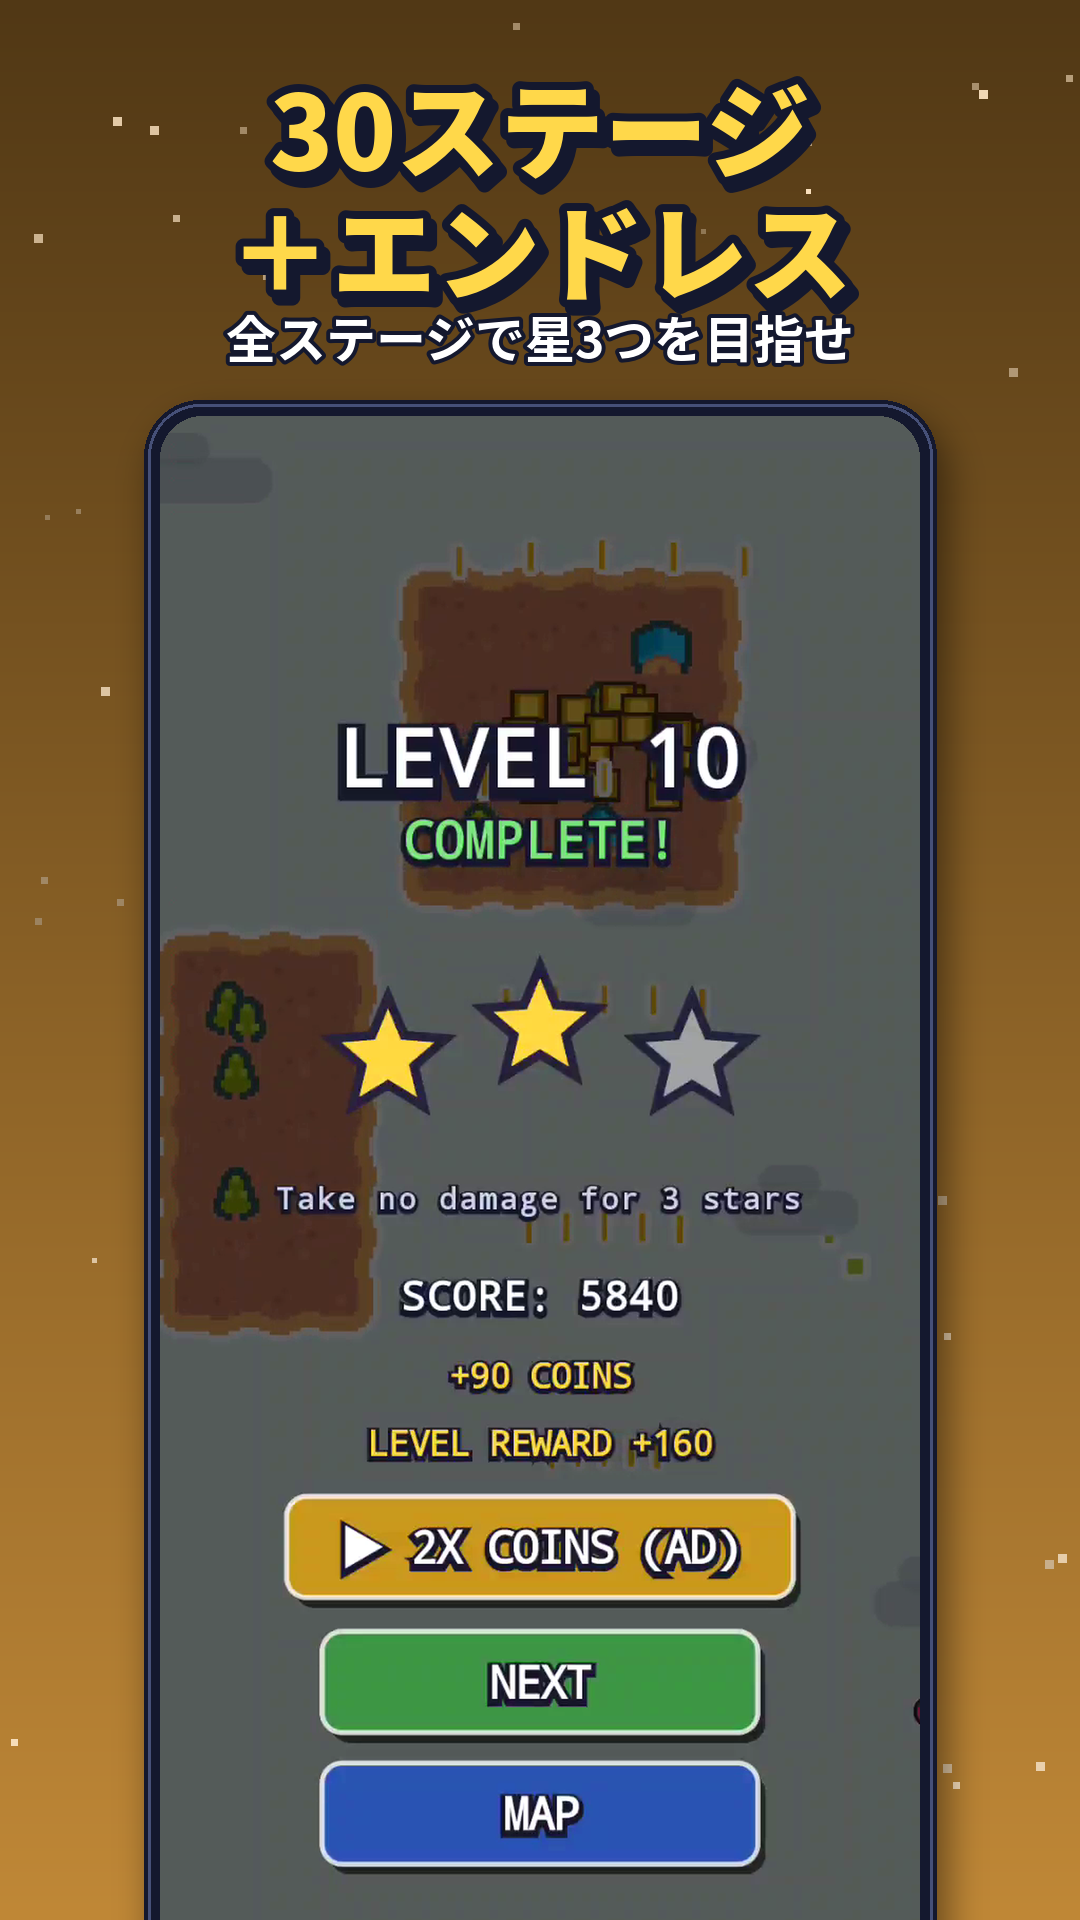 30ステージ
＋エンドレス
全ステージで星3つを目指せ
LEVEL 10
COMPLETE!
Take no damage for 3 stars
SCORE: 5840
+90 COINS
LEVEL REWARD +160
2X COINS (AD)
NEXT
MAP